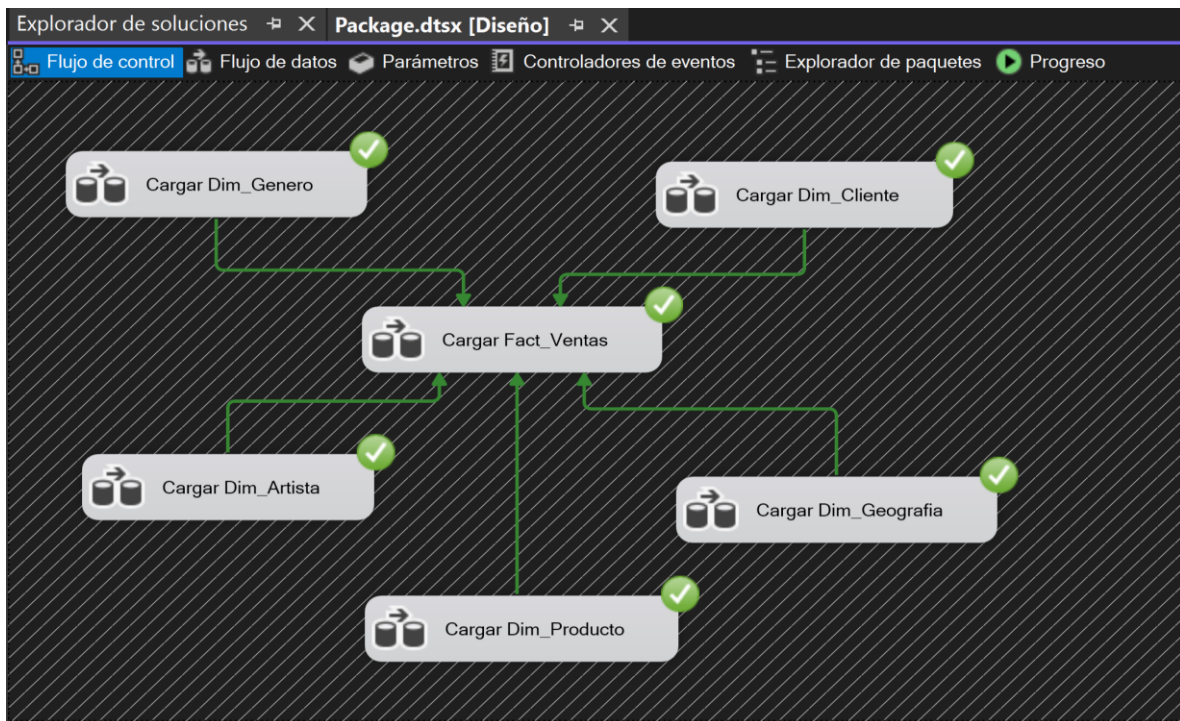 Explorador de soluciones Package.dtsx [Diseño]
Flujo de control Flujo de datos Parámetros Controladores de eventos Explorador de paquetes Progreso
Cargar Dim_Genero
Cargar Dim_Cliente
Cargar Fact_Ventas
Cargar Dim_Artista
Cargar Dim_Geografia
Cargar Dim_Producto